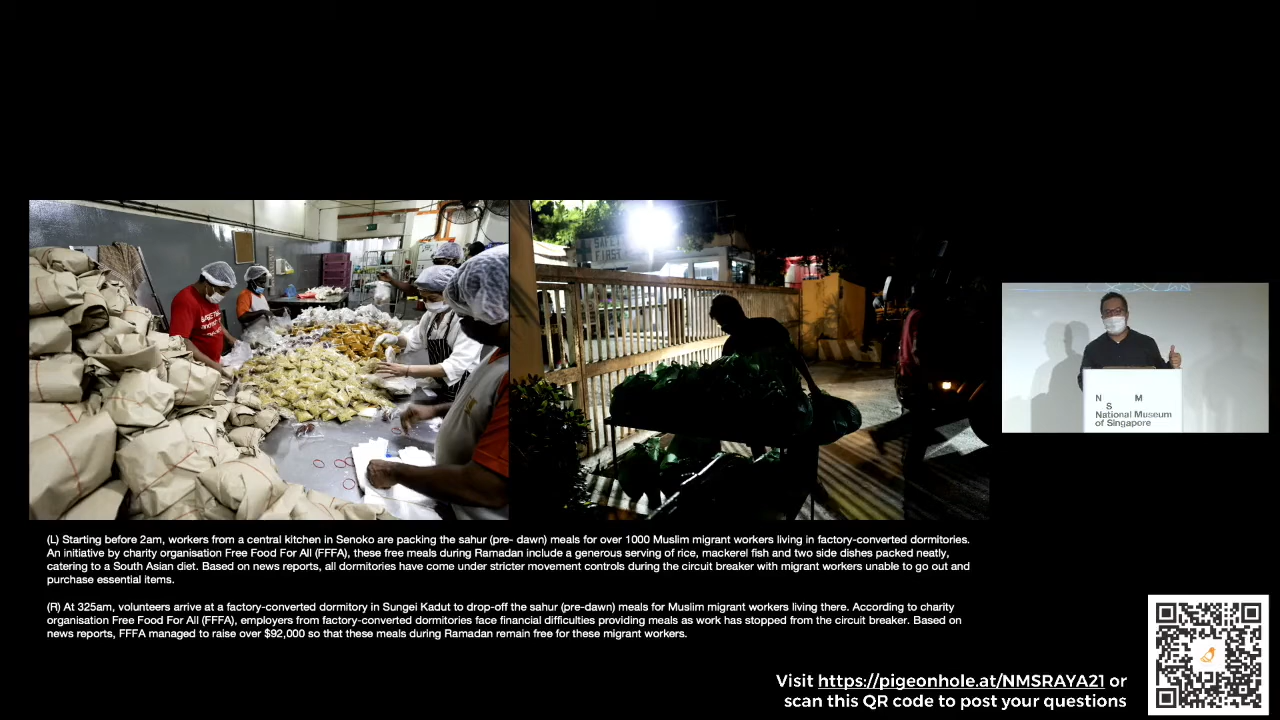 SAFETY
FIRST
N M
S
National Museum
of Singapore
(L) Starting before 2am, workers from a central kitchen in Senoko are packing the sahur (pre- dawn) meals for over 1000 Muslim migrant workers living in factory-converted dormitories.
An initiative by charity organisation Free Food For All (FFFA), these free meals during Ramadan include a generous serving of rice, mackerel fish and two side dishes packed neatly,
catering to a South Asian diet. Based on news reports, all dormitories have come under stricter movement controls during the circuit breaker with migrant workers unable to go out and
purchase essential items.
(R) At 325am, volunteers arrive at a factory-converted dormitory in Sungei Kadut to drop-off the sahur (pre-dawn) meals for Muslim migrant workers living there. According to charity
organisation Free Food For All (FFFA), employers from factory-converted dormitories face financial difficulties providing meals as work has stopped from the circuit breaker. Based on
news reports, FFFA managed to raise over $92,000 so that these meals during Ramadan remain free for these migrant workers.
Visit https://pigeonhole.at/NMSRAYA21 or
scan this QR code to post your questions